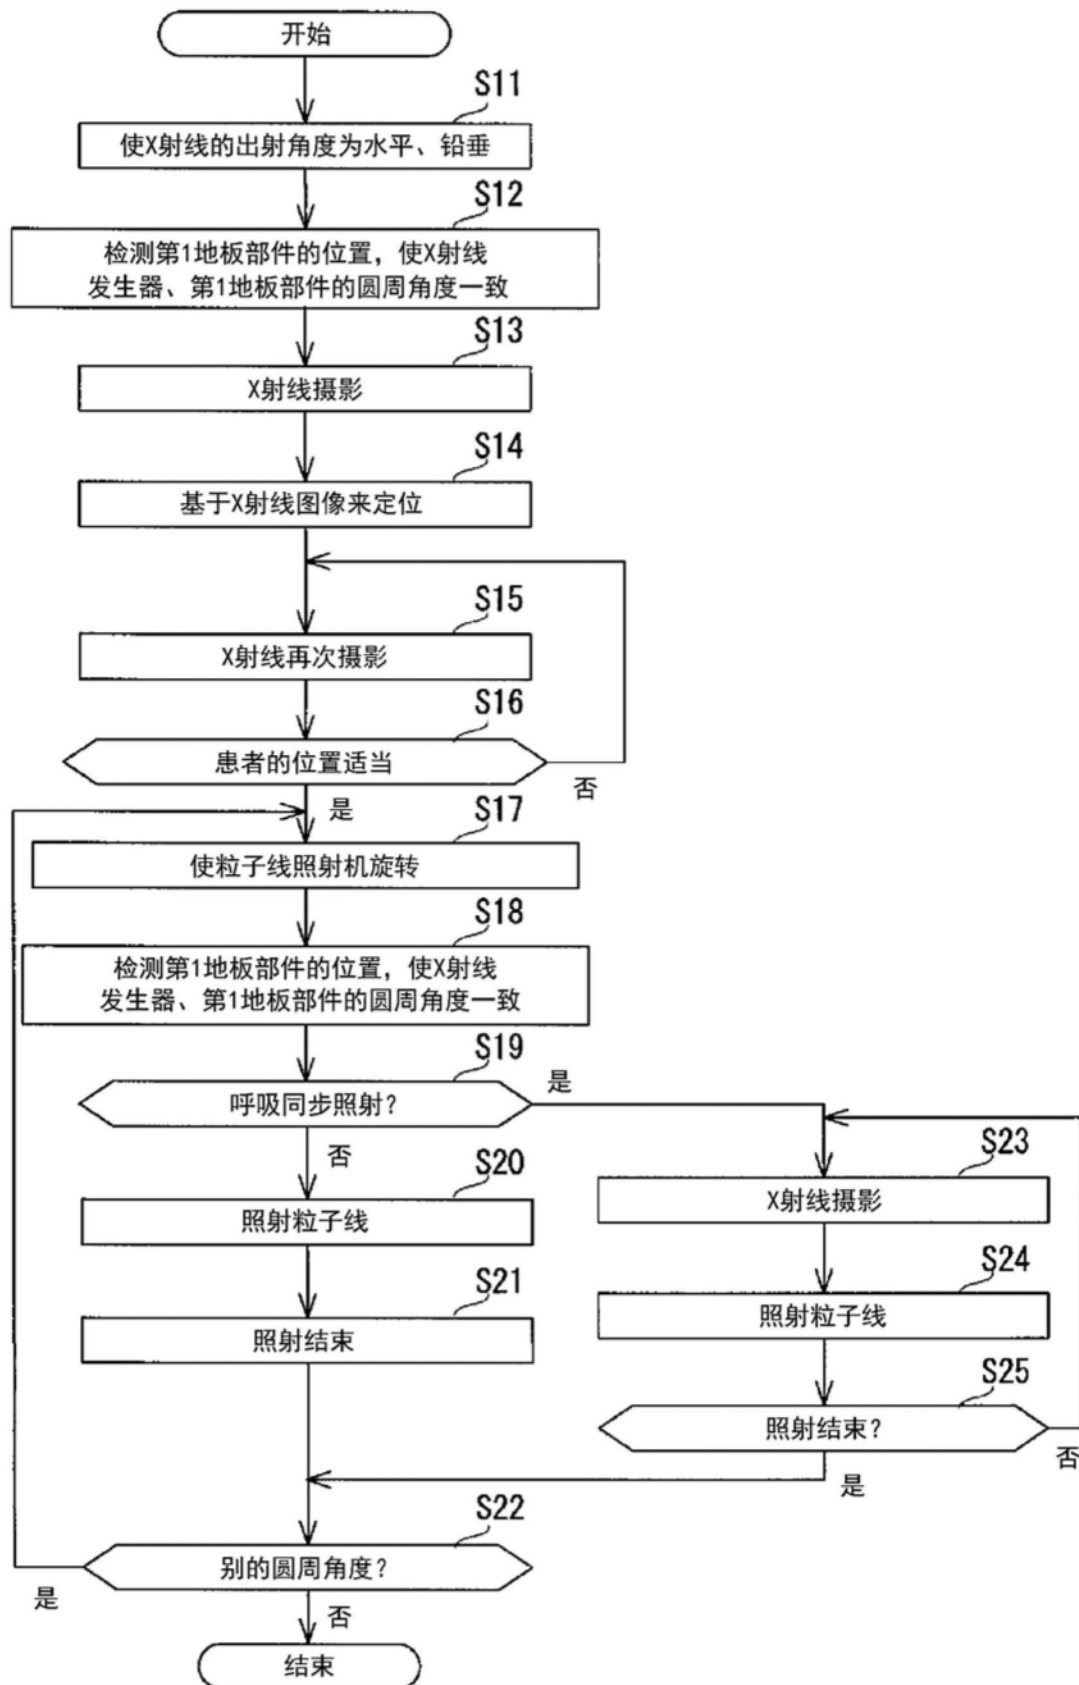 开始
S11
使X射线的出射角度为水平、铅垂
S12
检测第1地板部件的位置，使X射线
发生器、第1地板部件的圆周角度一致
S13
X射线摄影
S14
基于X射线图像来定位
S15
X射线再次摄影
S16
患者的位置适当
否
是
S17
使粒子线照射机旋转
S18
检测第1地板部件的位置，使X射线
发生器、第1地板部件的圆周角度一致
S19
呼吸同步照射？
是
否
S20
照射粒子线
S21
照射结束
S23
X射线摄影
S24
照射粒子线
S25
照射结束？
否
是
S22
别的圆周角度？
是
否
结束